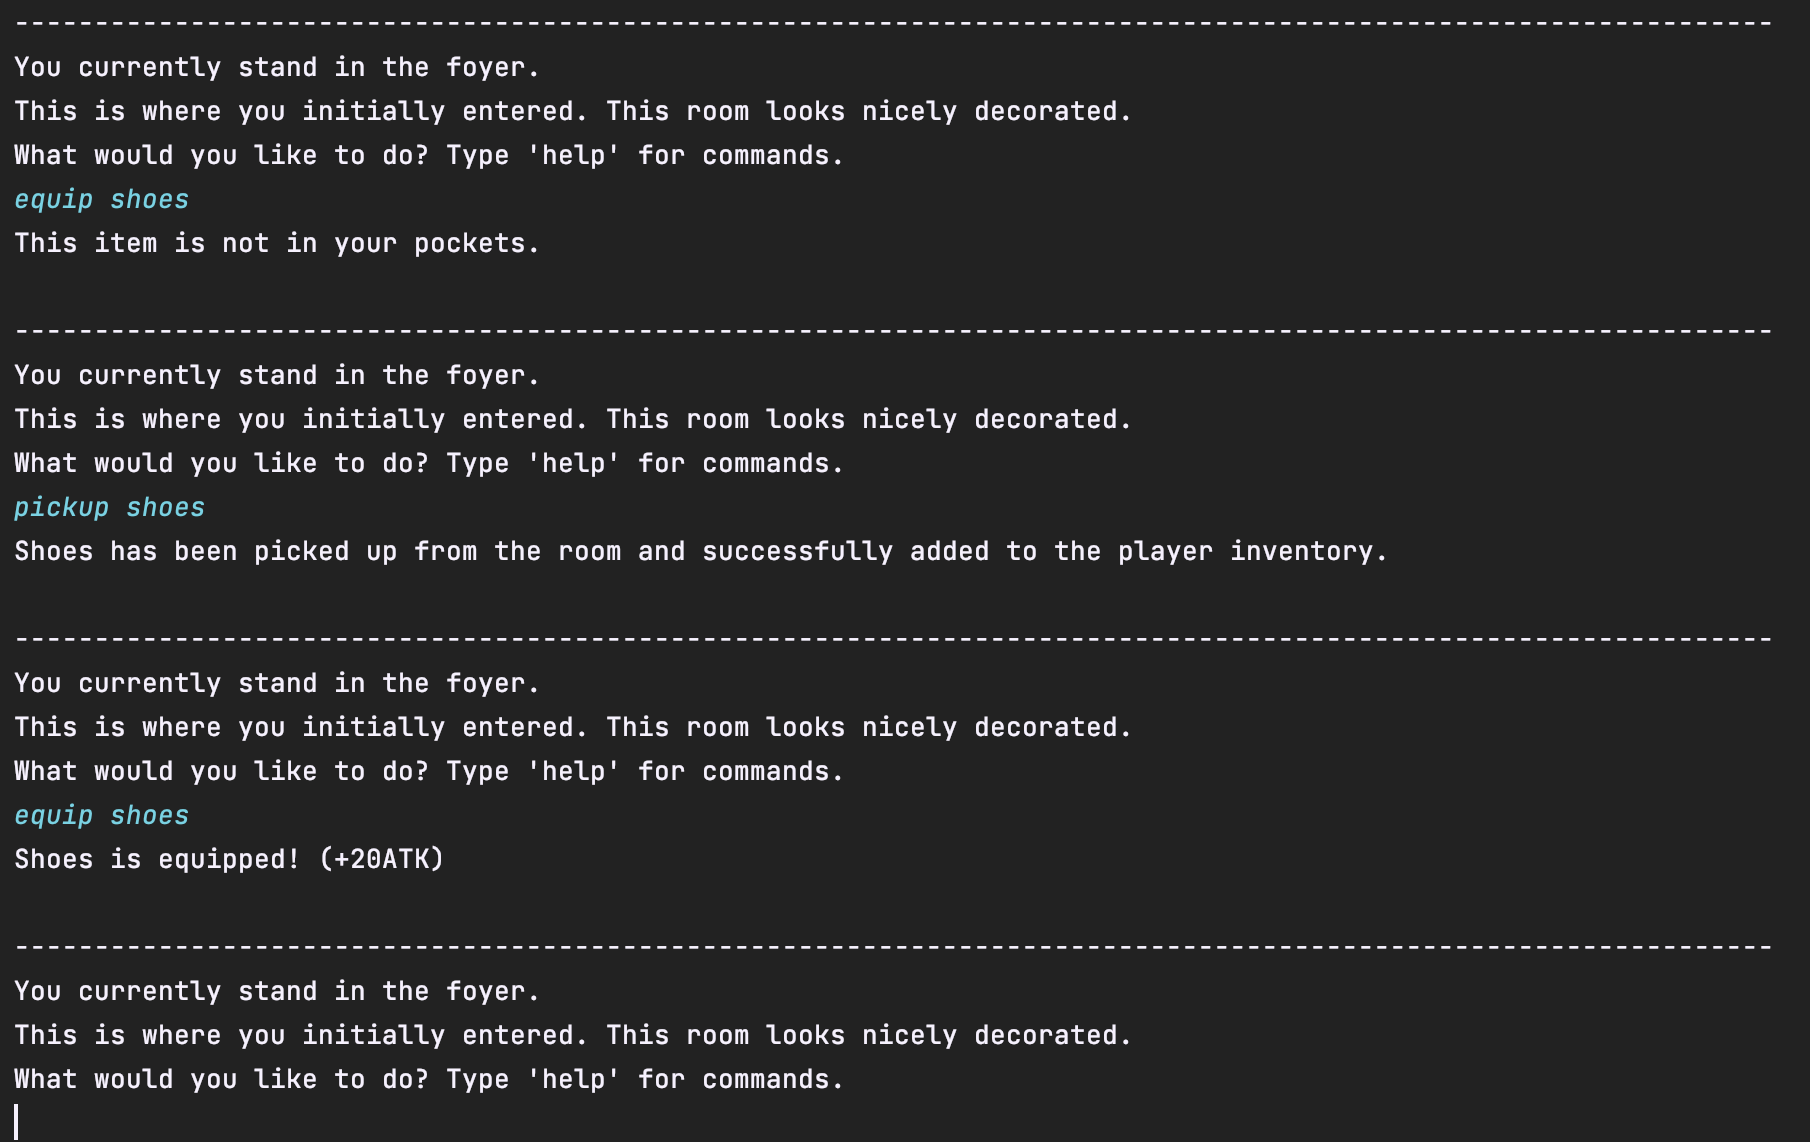 --------------------------------------------------------------------------------------------------------------
You currently stand in the foyer.
This is where you initially entered. This room looks nicely decorated.
What would you like to do? Type 'help' for commands.
equip shoes
This item is not in your pockets.
--------------------------------------------------------------------------------------------------------------
You currently stand in the foyer.
This is where you initially entered. This room looks nicely decorated.
What would you like to do? Type 'help' for commands.
pickup shoes
Shoes has been picked up from the room and successfully added to the player inventory.
--------------------------------------------------------------------------------------------------------------
You currently stand in the foyer.
This is where you initially entered. This room looks nicely decorated.
What would you like to do? Type 'help' for commands.
equip shoes
Shoes is equipped! (+20ATK)
--------------------------------------------------------------------------------------------------------------
You currently stand in the foyer.
This is where you initially entered. This room looks nicely decorated.
What would you like to do? Type 'help' for commands.